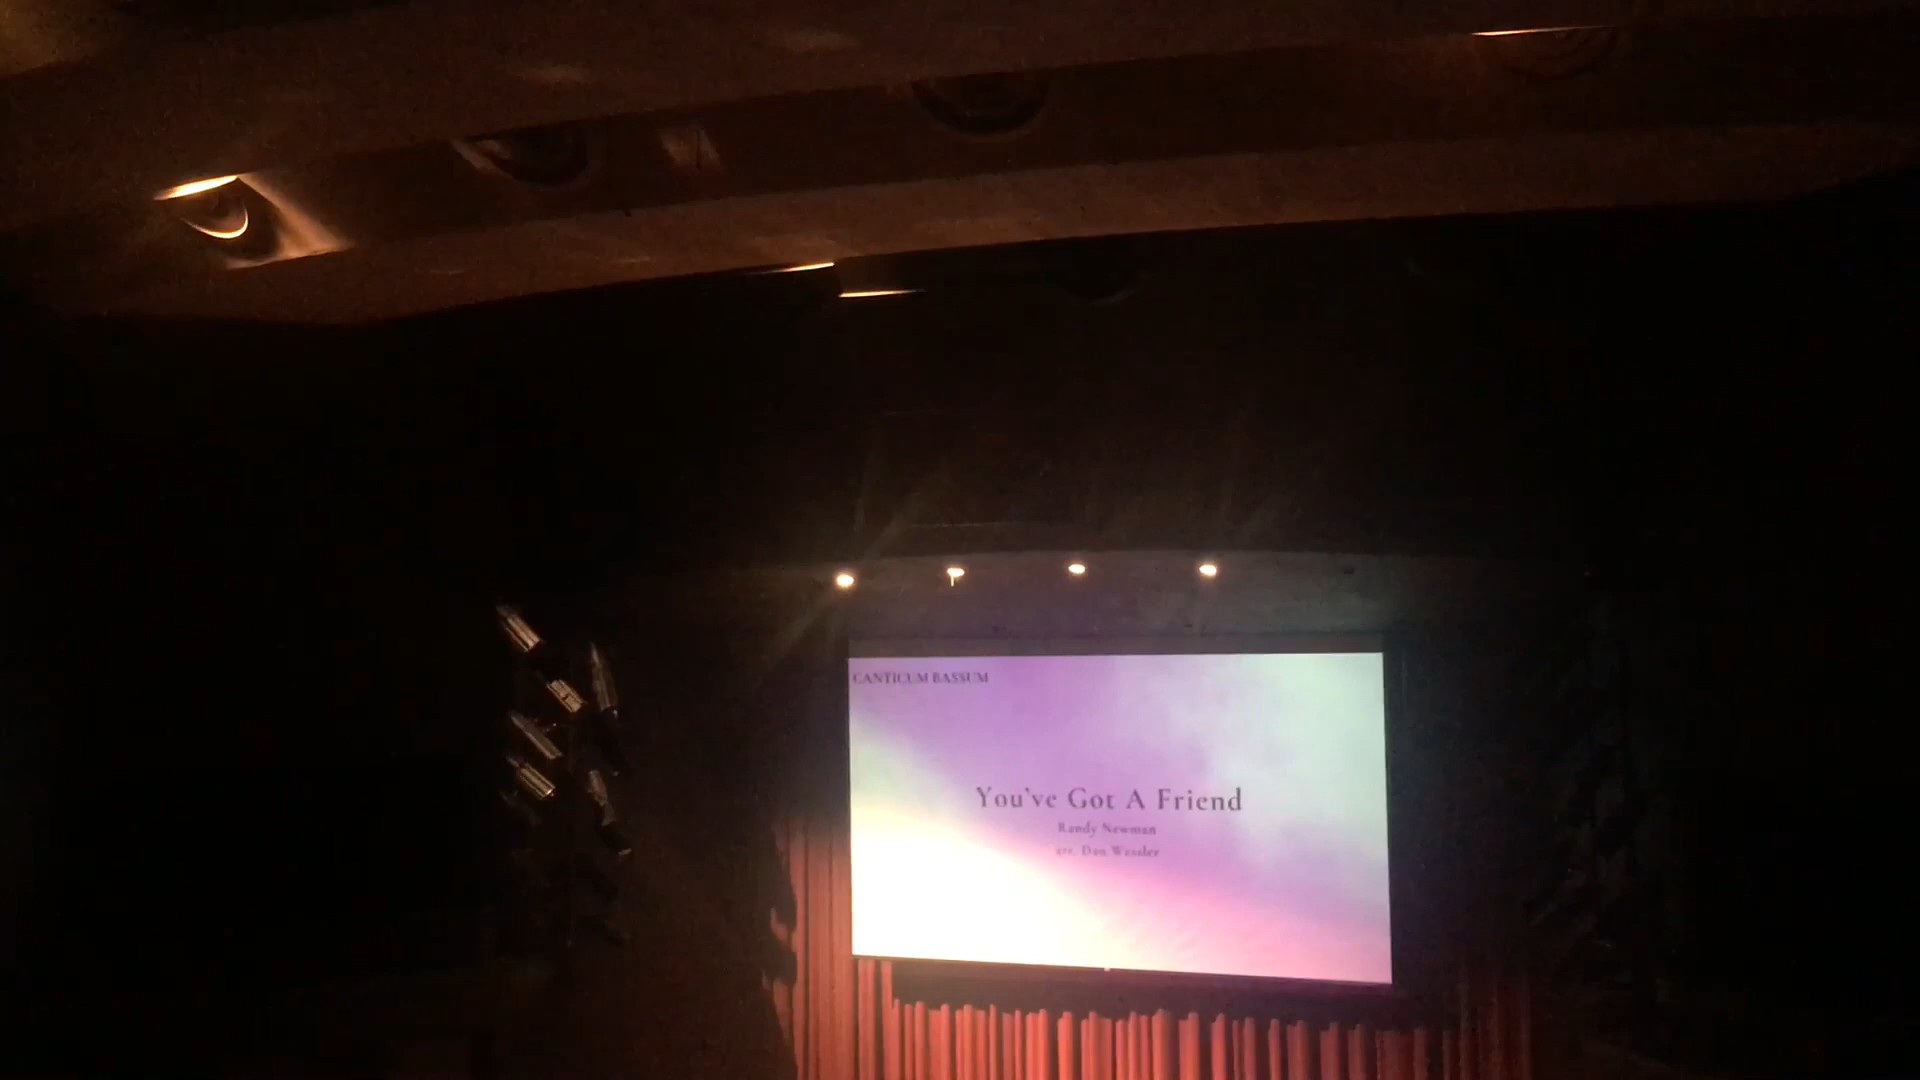 CANTICUM BASSUM
You've Got A Friend
Randy Newman
arr. Dan Wessler